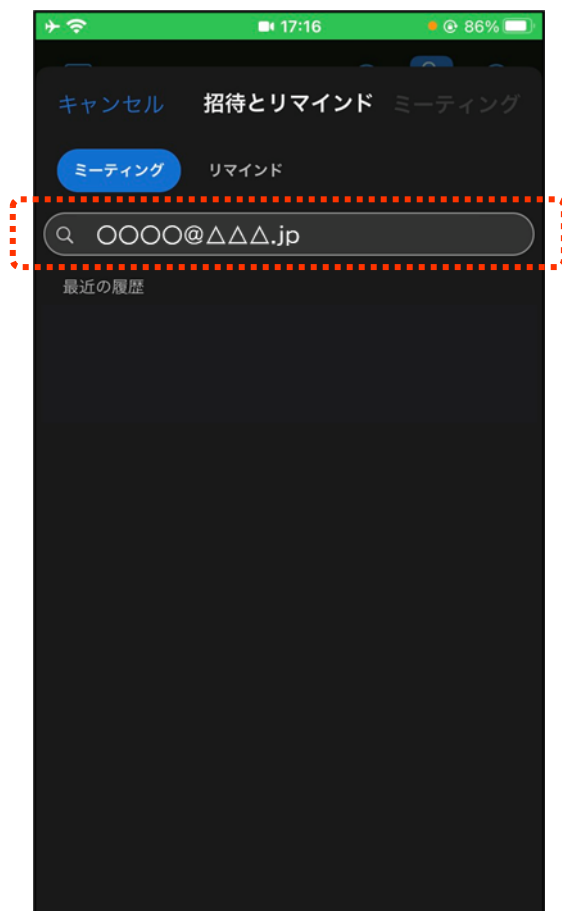 17:16 86%
キャンセル 招待とリマインド ミーティング
ミーティング リマインド
〇〇〇〇@△△△.jp
最近の履歴